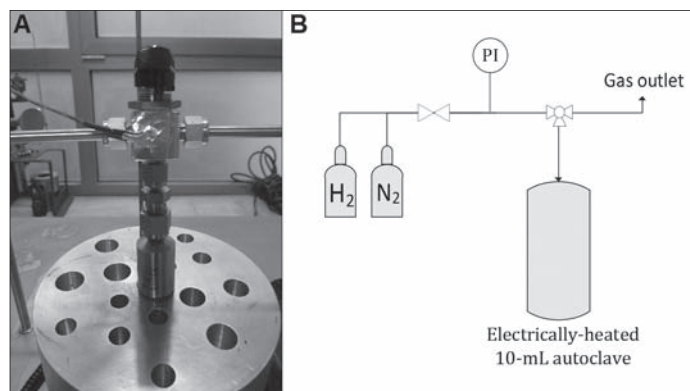 A
B
PI
Gas outlet
H₂
N₂
Electrically-heated
10-mL autoclave